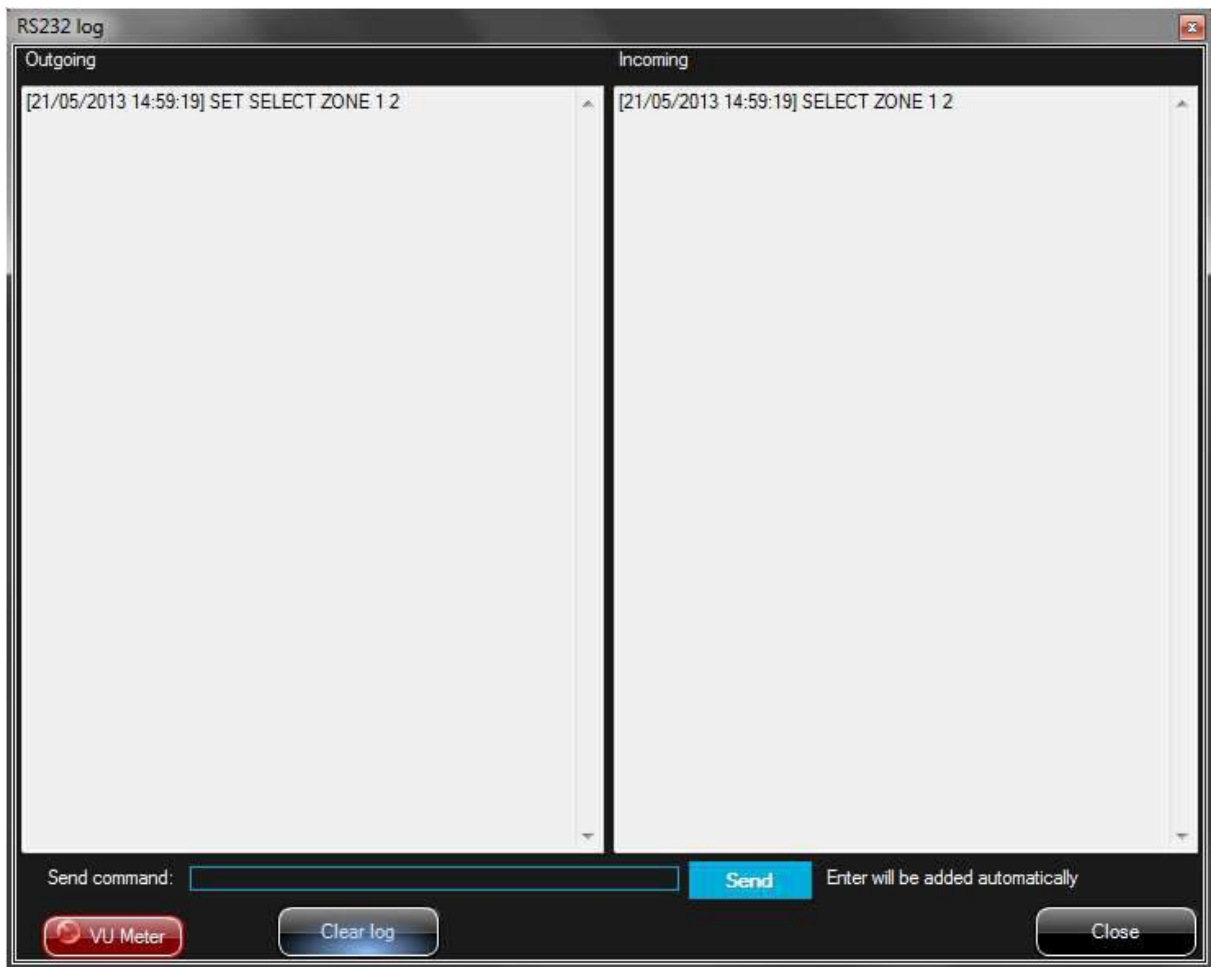 RS232 log
Outgoing
Incoming
[21/05/2013 14:59:19] SET SELECT ZONE 1 2
[21/05/2013 14:59:19] SELECT ZONE 1 2
Send command:
Send
Enter will be added automatically
VU Meter
Clear log
Close